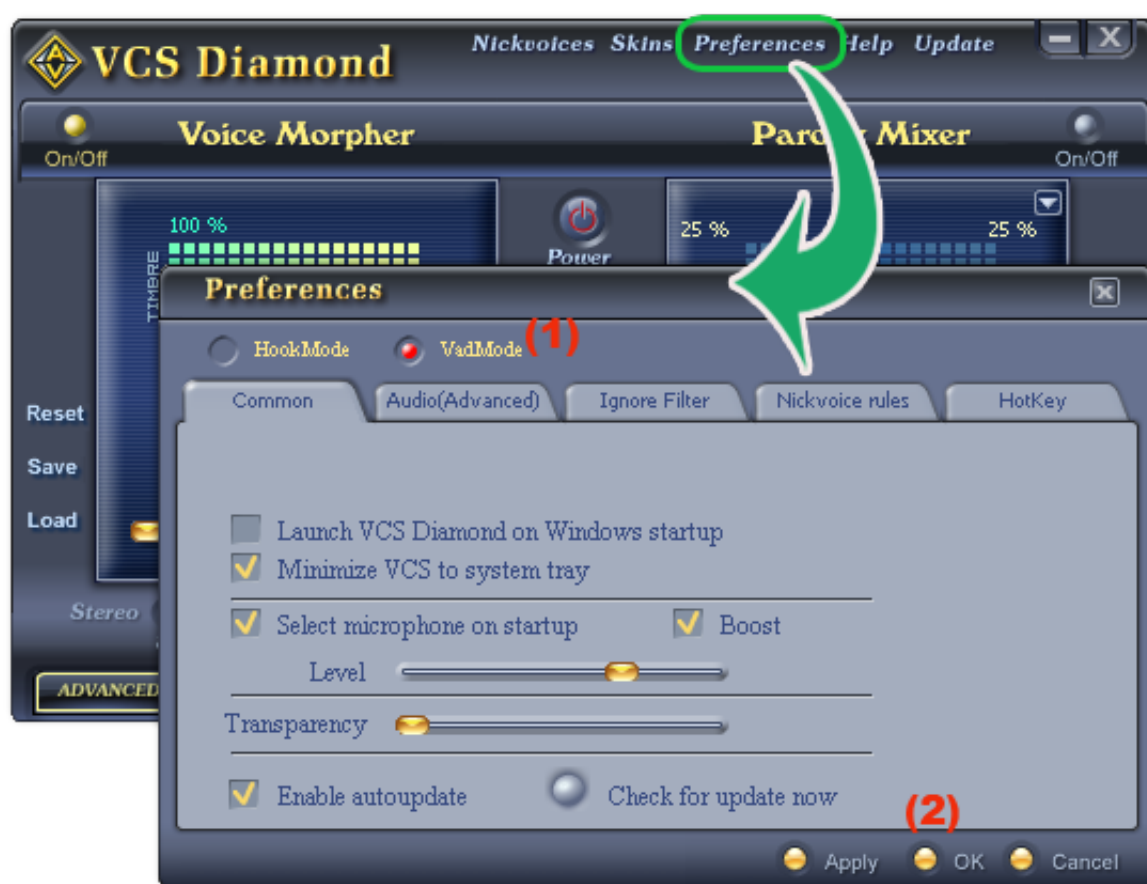 VCS Diamond
Nickvoices Skins Preferences Help Update
Voice Morpher
On/Off
Mixer
On/Off
100 %
TIMBRE
Power
25 %
25 %
Preferences
HookMode
VadMode
(1)
Common
Audio(Advanced)
Ignore Filter
Nickvoice rules
HotKey
Reset
Save
Load
Launch VCS Diamond on Windows startup
Minimize VCS to system tray
Stereo
Select microphone on startup
Boost
Level
ADVANCED
Transparency
Enable autoupdate
Check for update now
(2)
Apply
OK
Cancel